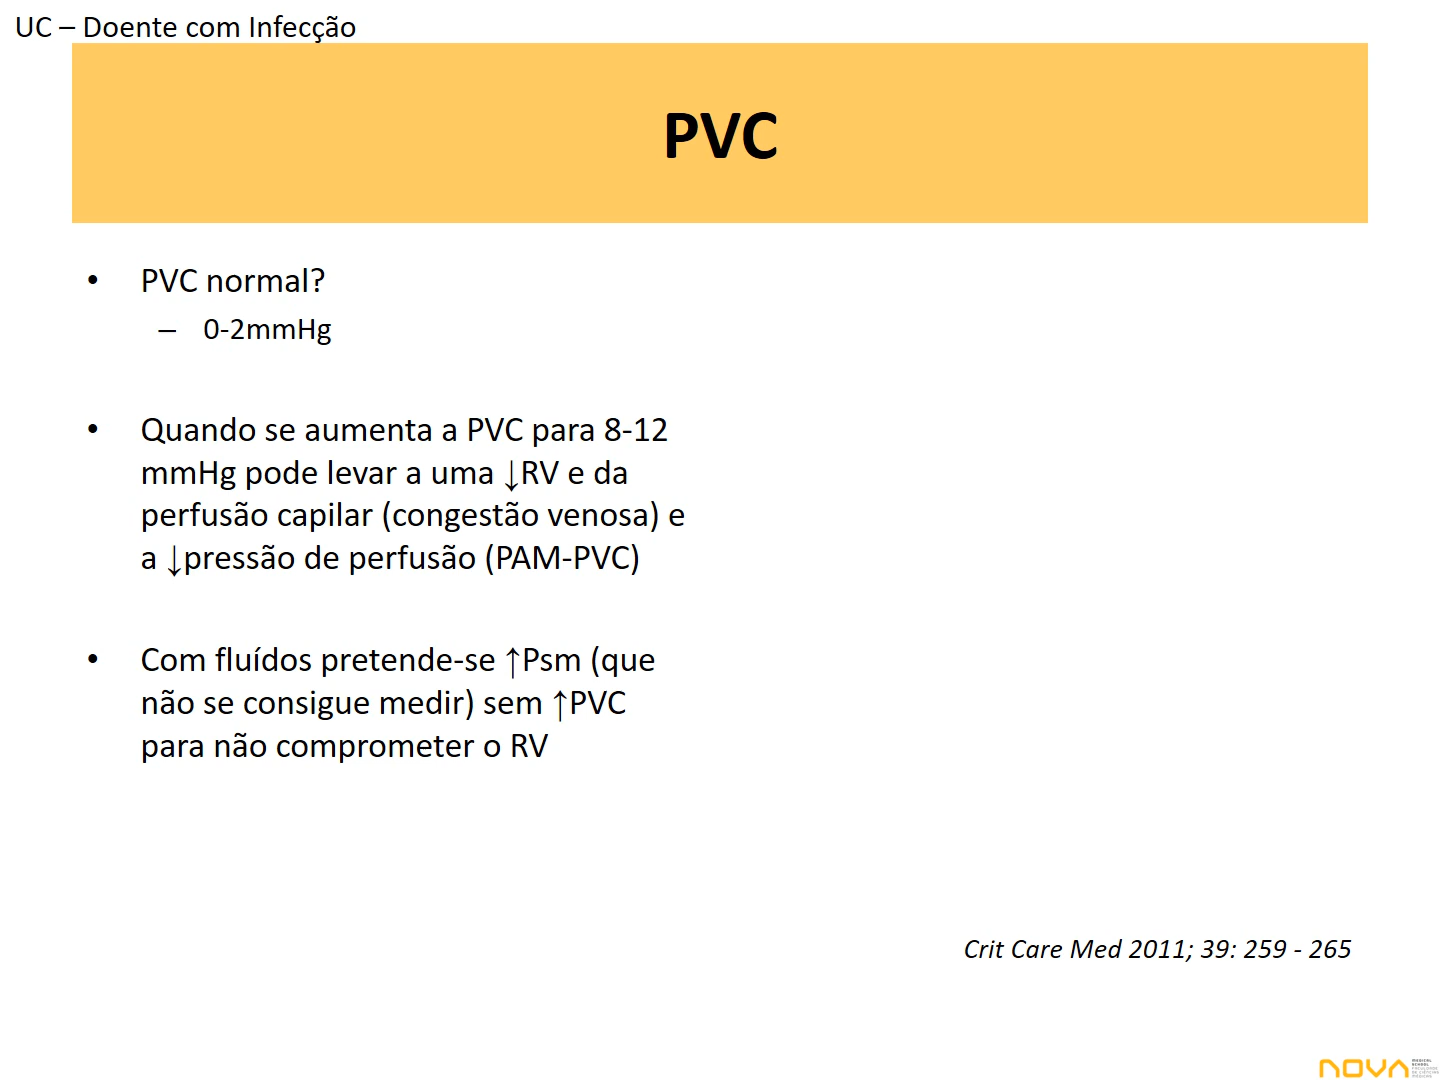 UC – Doente com Infecção
PVC
• PVC normal?
– 0-2mmHg
• Quando se aumenta a PVC para 8-12
mmHg pode levar a uma ↓RV e da
perfusão capilar (congestão venosa) e
a ↓pressão de perfusão (PAM-PVC)
• Com fluídos pretende-se ↑Psm (que
não se consigue medir) sem ↑PVC
para não comprometer o RV
Crit Care Med 2011; 39: 259 - 265
NOVA
MEDICAL
SCHOOL